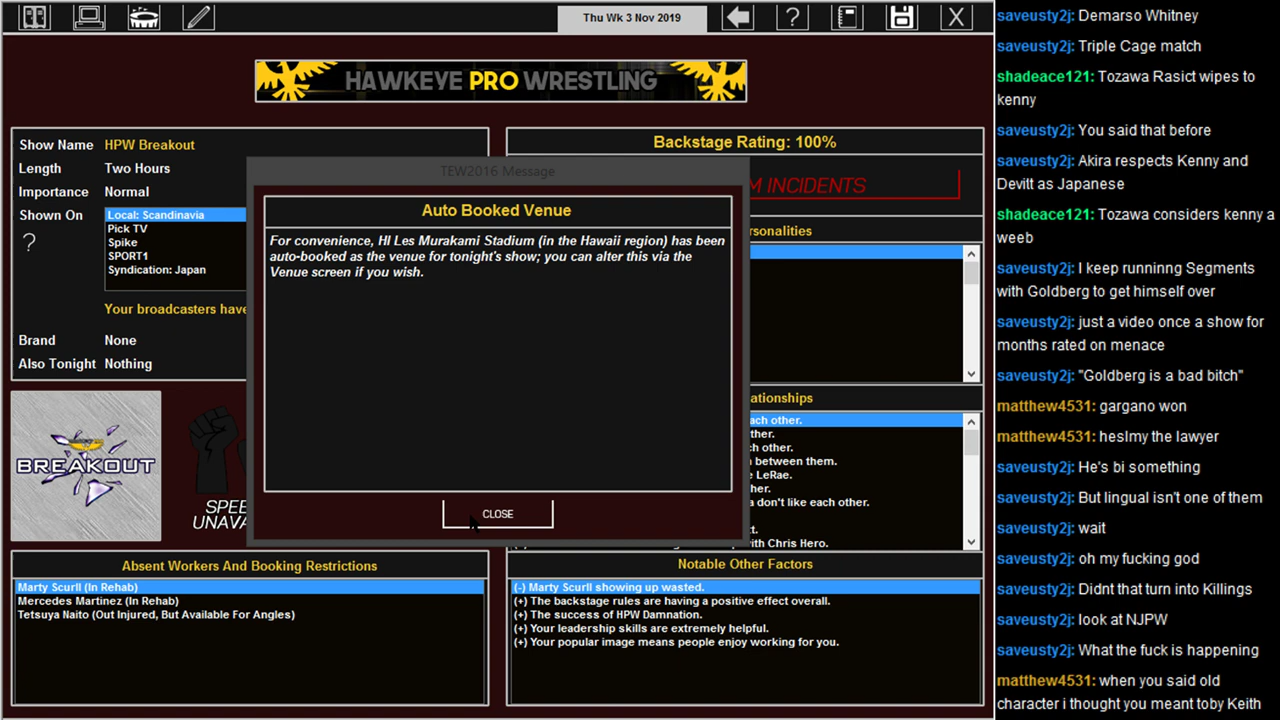 Thu Wk 3 Nov 2019
HAWKEYE PRO WRESTLING
Show Name HPW Breakout
Length Two Hours
Importance Normal
Shown On Local: Scandinavia
Pick TV
Spike
SPORT1
Syndication: Japan
?
Your broadcasters have
Brand None
Also Tonight Nothing
BREAKOUT
SPEE
UNAVA
Backstage Rating: 100%
M INCIDENTS
rsonalities
ationships
ach other.
ther.
ch other.
n between them.
e LeRae.
her.
a don't like each other.
t.
with Chris Hero.
TEW2016 Message
Auto Booked Venue
For convenience, HI Les Murakami Stadium (in the Hawaii region) has been
auto-booked as the venue for tonight's show; you can alter this via the
Venue screen if you wish.
CLOSE
Absent Workers And Booking Restrictions
Marty Scurll (In Rehab)
Mercedes Martinez (In Rehab)
Tetsuya Naito (Out Injured, But Available For Angles)
Notable Other Factors
(-) Marty Scurll showing up wasted.
(+) The backstage rules are having a positive effect overall.
(+) The success of HPW Damnation.
(+) Your leadership skills are extremely helpful.
(+) Your popular image means people enjoy working for you.
saveusty2j: Demarso Whitney
saveusty2j: Triple Cage match
shadeace121: Tozawa Rasict wipes to
kenny
saveusty2j: You said that before
saveusty2j: Akira respects Kenny and
Devitt as Japanese
shadeace121: Tozawa considers kenny a
weeb
saveusty2j: I keep runninng Segments
with Goldberg to get himself over
saveusty2j: just a video once a show for
months rated on menace
saveusty2j: "Goldberg is a bad bitch"
matthew4531: gargano won
matthew4531: heslmy the lawyer
saveusty2j: He's bi something
saveusty2j: But lingual isn't one of them
saveusty2j: wait
saveusty2j: oh my fucking god
saveusty2j: Didnt that turn into Killings
saveusty2j: look at NJPW
saveusty2j: What the fuck is happening
matthew4531: when you said old
character i thought you meant toby Keith